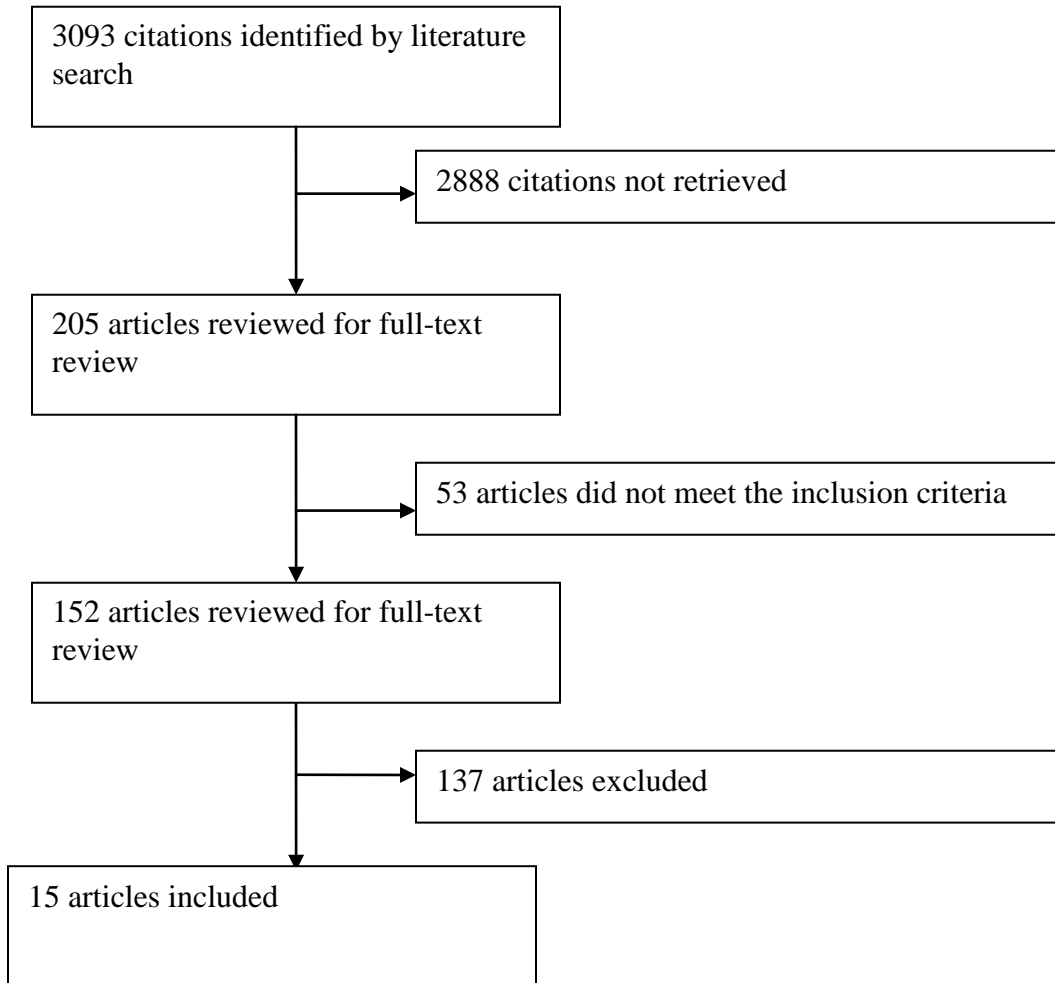 3093 citations identified by literature
search
2888 citations not retrieved
205 articles reviewed for full-text
review
53 articles did not meet the inclusion criteria
152 articles reviewed for full-text
review
137 articles excluded
15 articles included